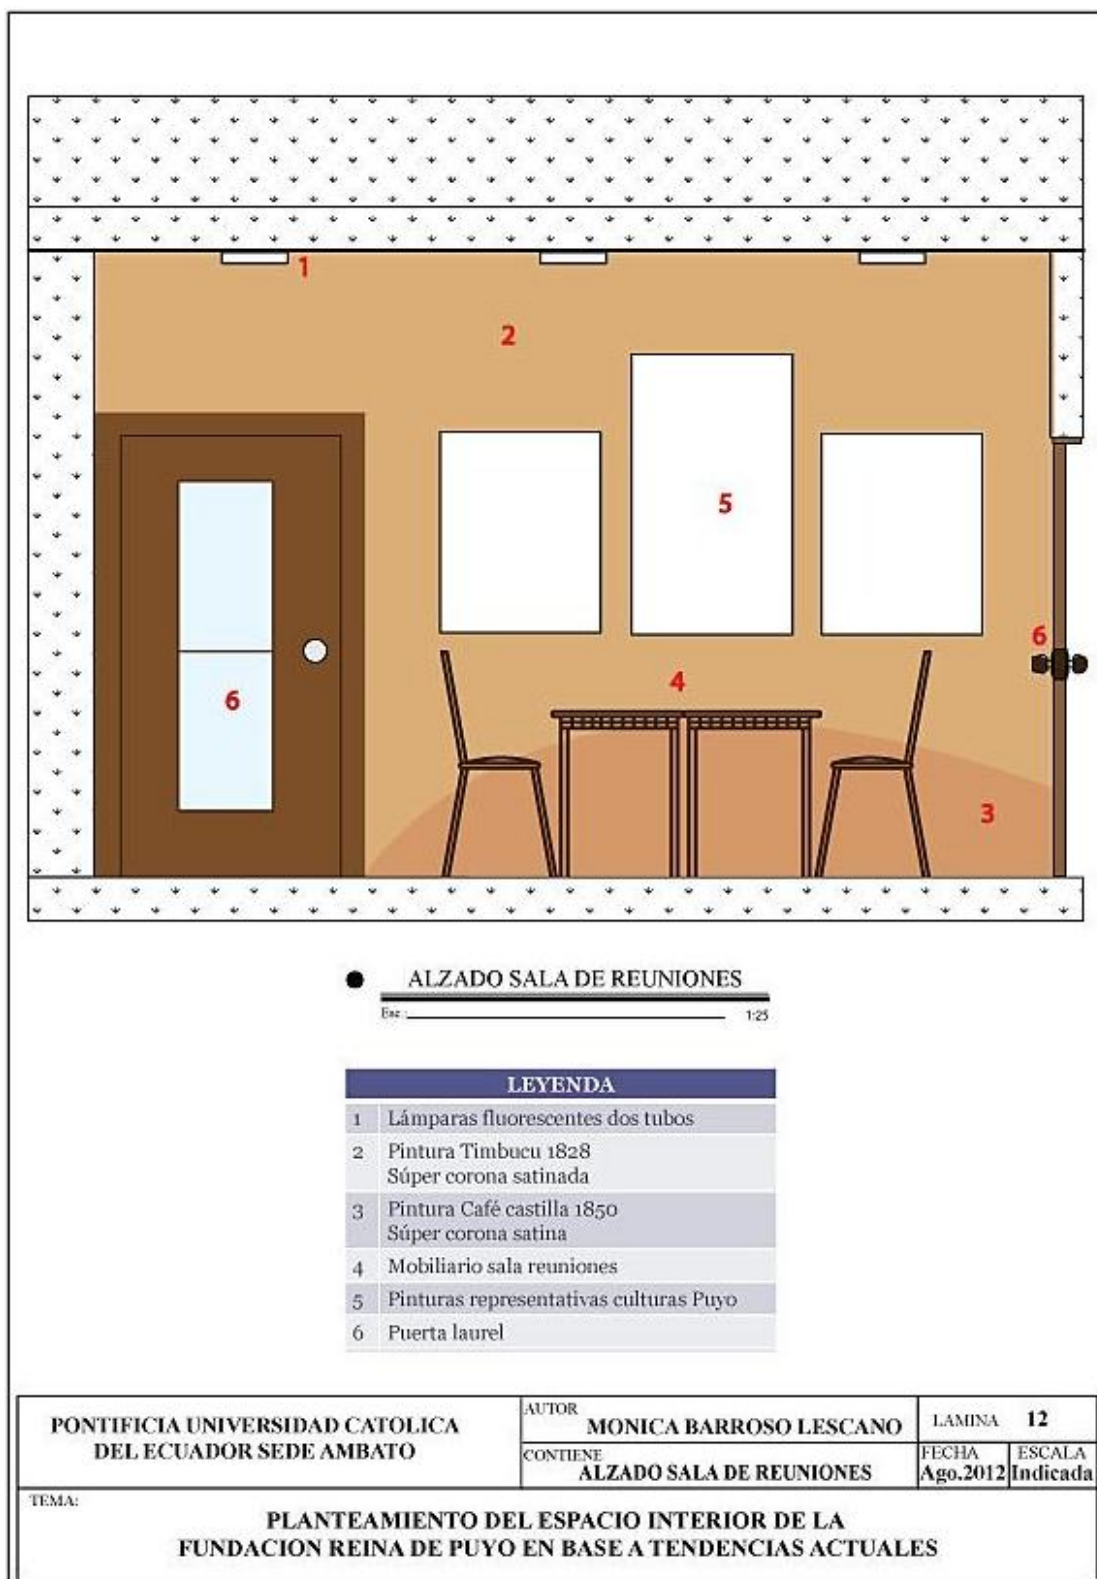 1
2
5
6
4
6
3
ALZADO SALA DE REUNIONES
Esc.: 1:25
LEYENDA
1 Lámparas fluorescentes dos tubos
2 Pintura Timbucu 1828
Súper corona satinada
3 Pintura Café castilla 1850
Súper corona satina
4 Mobiliario sala reuniones
5 Pinturas representativas culturas Puyo
6 Puerta laurel
PONTIFICIA UNIVERSIDAD CATOLICA
DEL ECUADOR SEDE AMBATO
AUTOR
MONICA BARROSO LESCANO
LAMINA 12
CONTIENE
ALZADO SALA DE REUNIONES
FECHA
Ago.2012
ESCALA
Indicada
TEMA:
PLANTEAMIENTO DEL ESPACIO INTERIOR DE LA
FUNDACION REINA DE PUYO EN BASE A TENDENCIAS ACTUALES